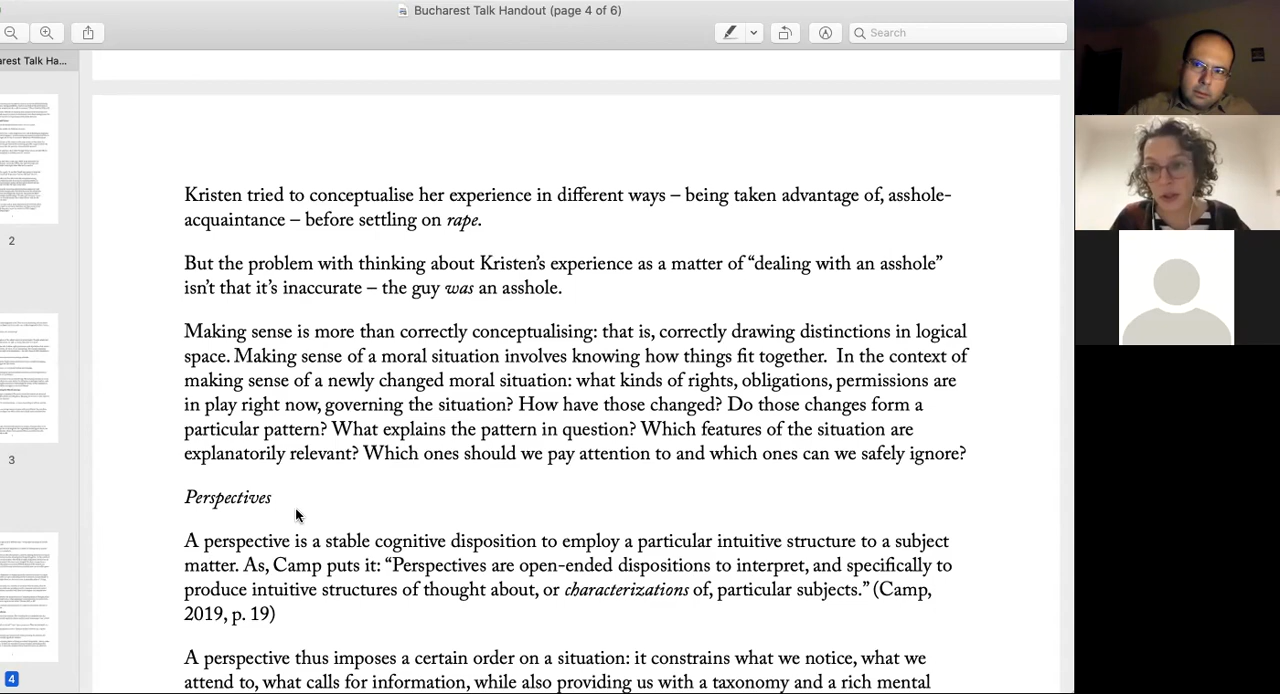 Bucharest Talk Handout (page 4 of 6)
Search
arest Talk Ha...
2
3
4
Kristen tries to conceptualise her experience in different ways – being taken advantage of, asshole-
acquaintance – before settling on rape.
But the problem with thinking about Kristen's experience as a matter of “dealing with an asshole”
isn't that it's inaccurate – the guy was an asshole.
Making sense is more than correctly conceptualising: that is, correctly drawing distinctions in logical
space. Making sense of a moral situation involves knowing how things fit together. In the context of
making sense of a newly changed moral situation: what kinds of rights, obligations, permissions are
in play right now, governing the situation? How have those changed? Do those changes form a
particular pattern? What explains the pattern in question? Which features of the situation are
explanatorily relevant? Which ones should we pay attention to and which ones can we safely ignore?
Perspectives
A perspective is a stable cognitive disposition to employ a particular intuitive structure to a subject
matter. As, Camp puts it: “Perspectives are open-ended dispositions to interpret, and specifically to
produce intuitive structures of thought about, or characterizations of, particular subjects.” (Camp,
2019, p. 19)
A perspective thus imposes a certain order on a situation: it constrains what we notice, what we
attend to, what calls for information, while also providing us with a taxonomy and a rich mental